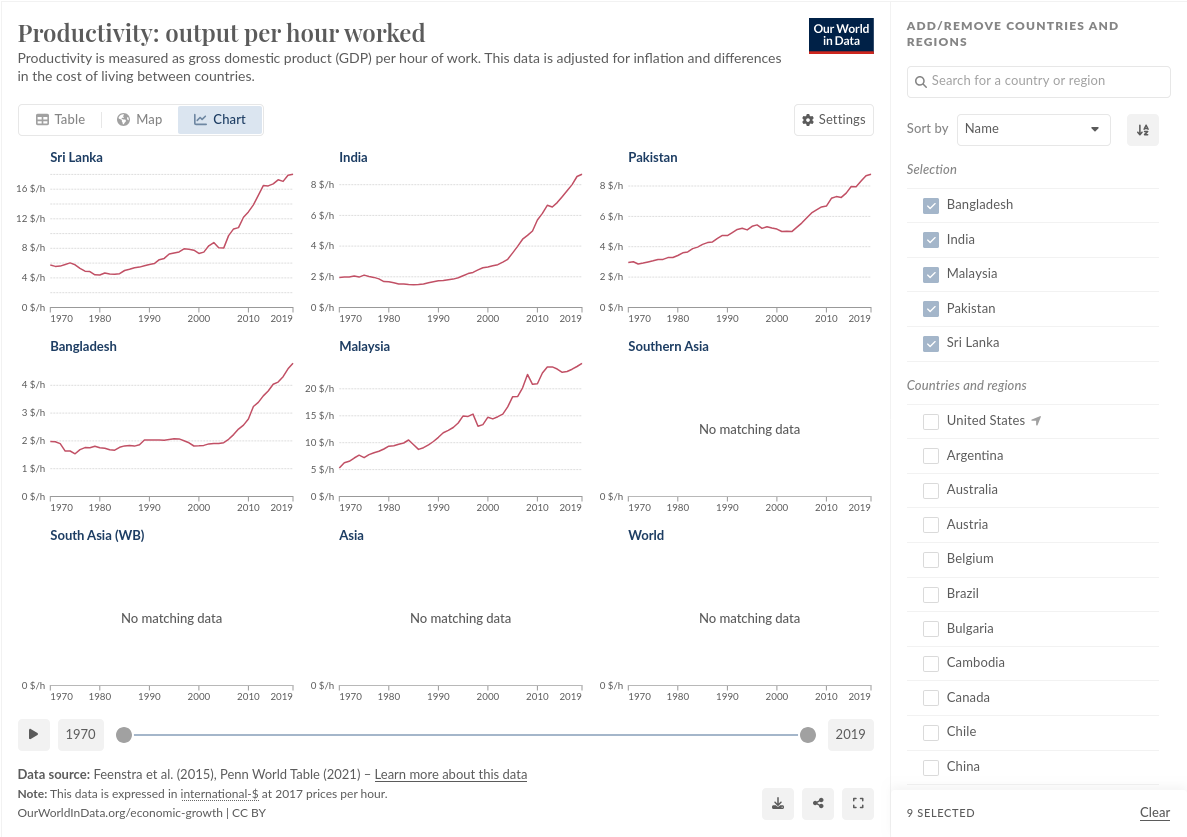 Productivity: output per hour worked
Our World
in Data
Productivity is measured as gross domestic product (GDP) per hour of work. This data is adjusted for inflation and differences
in the cost of living between countries.
Table Map Chart Settings
Sri Lanka
16 $/h
12 $/h
8 $/h
4 $/h
0 $/h
1970 1980 1990 2000 2010 2019
India
8 $/h
6 $/h
4 $/h
2 $/h
0 $/h
1970 1980 1990 2000 2010 2019
Pakistan
8 $/h
6 $/h
4 $/h
2 $/h
0 $/h
1970 1980 1990 2000 2010 2019
Bangladesh
4 $/h
3 $/h
2 $/h
1 $/h
0 $/h
1970 1980 1990 2000 2010 2019
Malaysia
20 $/h
15 $/h
10 $/h
5 $/h
0 $/h
1970 1980 1990 2000 2010 2019
Southern Asia
No matching data
0 $/h
1970 1980 1990 2000 2010 2019
South Asia (WB)
No matching data
0 $/h
1970 1980 1990 2000 2010 2019
Asia
No matching data
0 $/h
1970 1980 1990 2000 2010 2019
World
No matching data
0 $/h
1970 1980 1990 2000 2010 2019
1970 2019
Data source: Feenstra et al. (2015), Penn World Table (2021) – Learn more about this data
Note: This data is expressed in international-$ at 2017 prices per hour.
OurWorldInData.org/economic-growth | CC BY
ADD/REMOVE COUNTRIES AND
REGIONS
Search for a country or region
Sort by Name
Selection
Bangladesh
India
Malaysia
Pakistan
Sri Lanka
Countries and regions
United States
Argentina
Australia
Austria
Belgium
Brazil
Bulgaria
Cambodia
Canada
Chile
China
9 SELECTED Clear